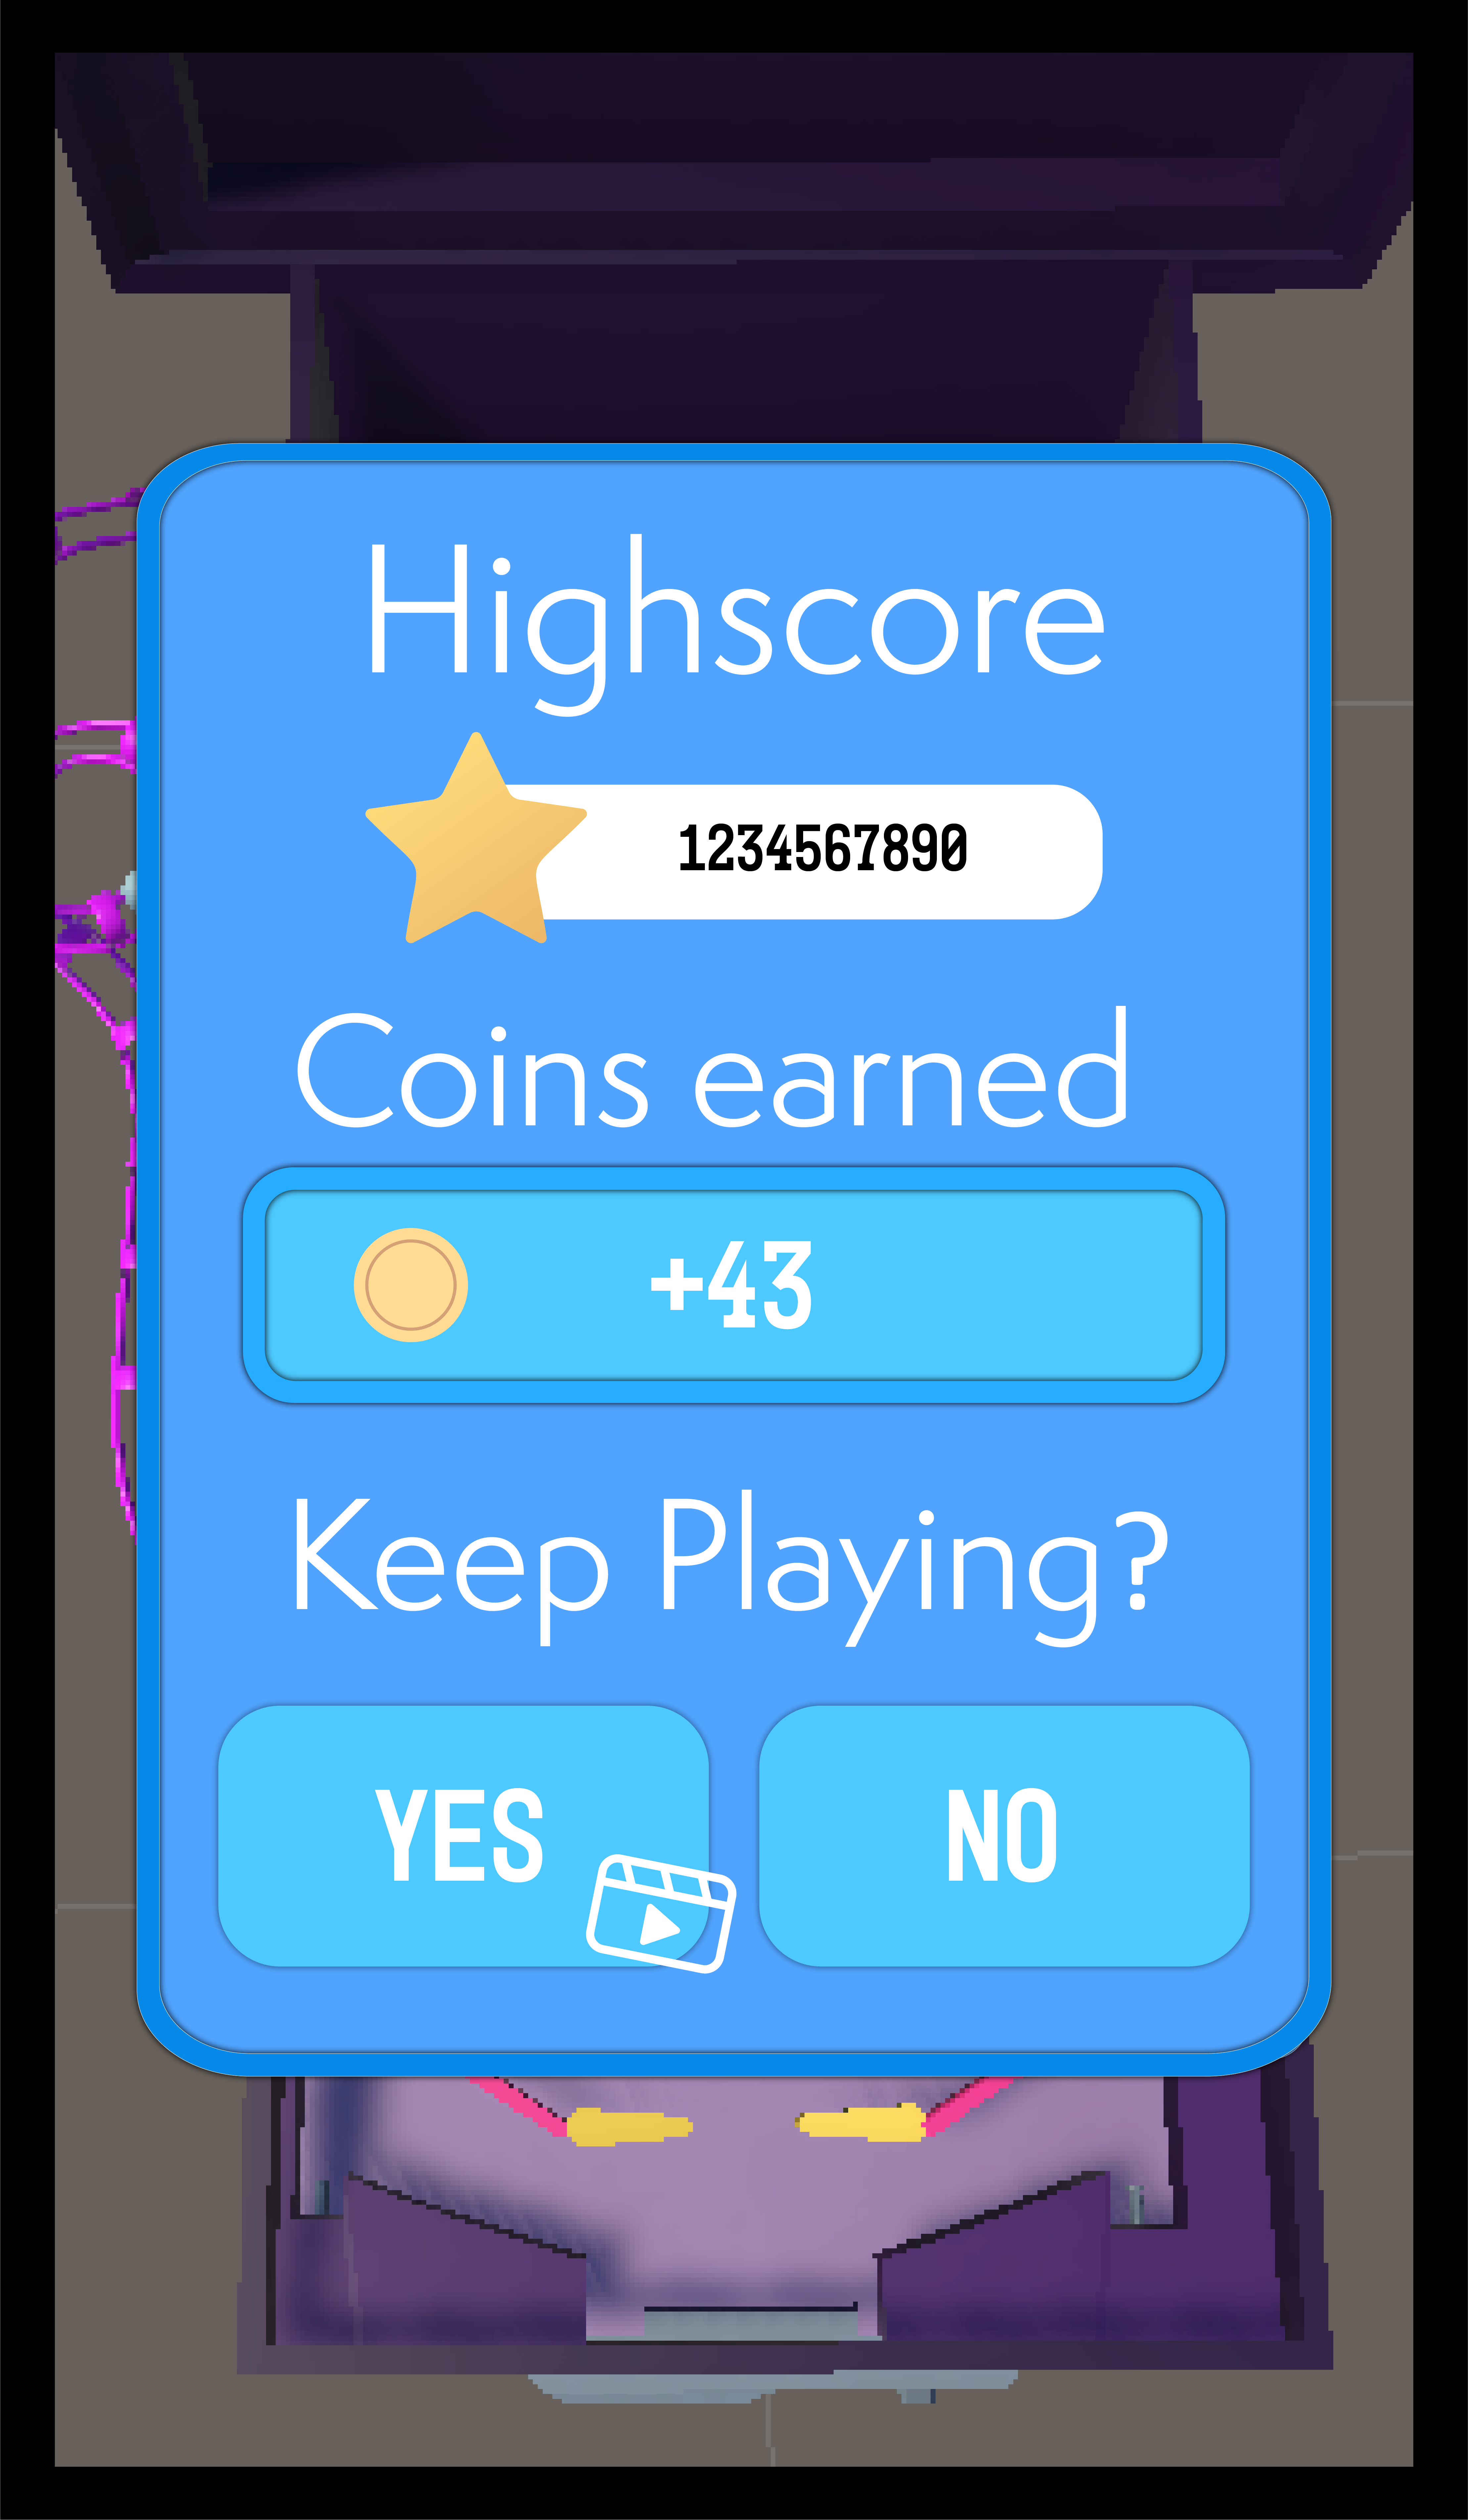 Highscore
1234567890
Coins earned
+43
Keep Playing?
YES
NO